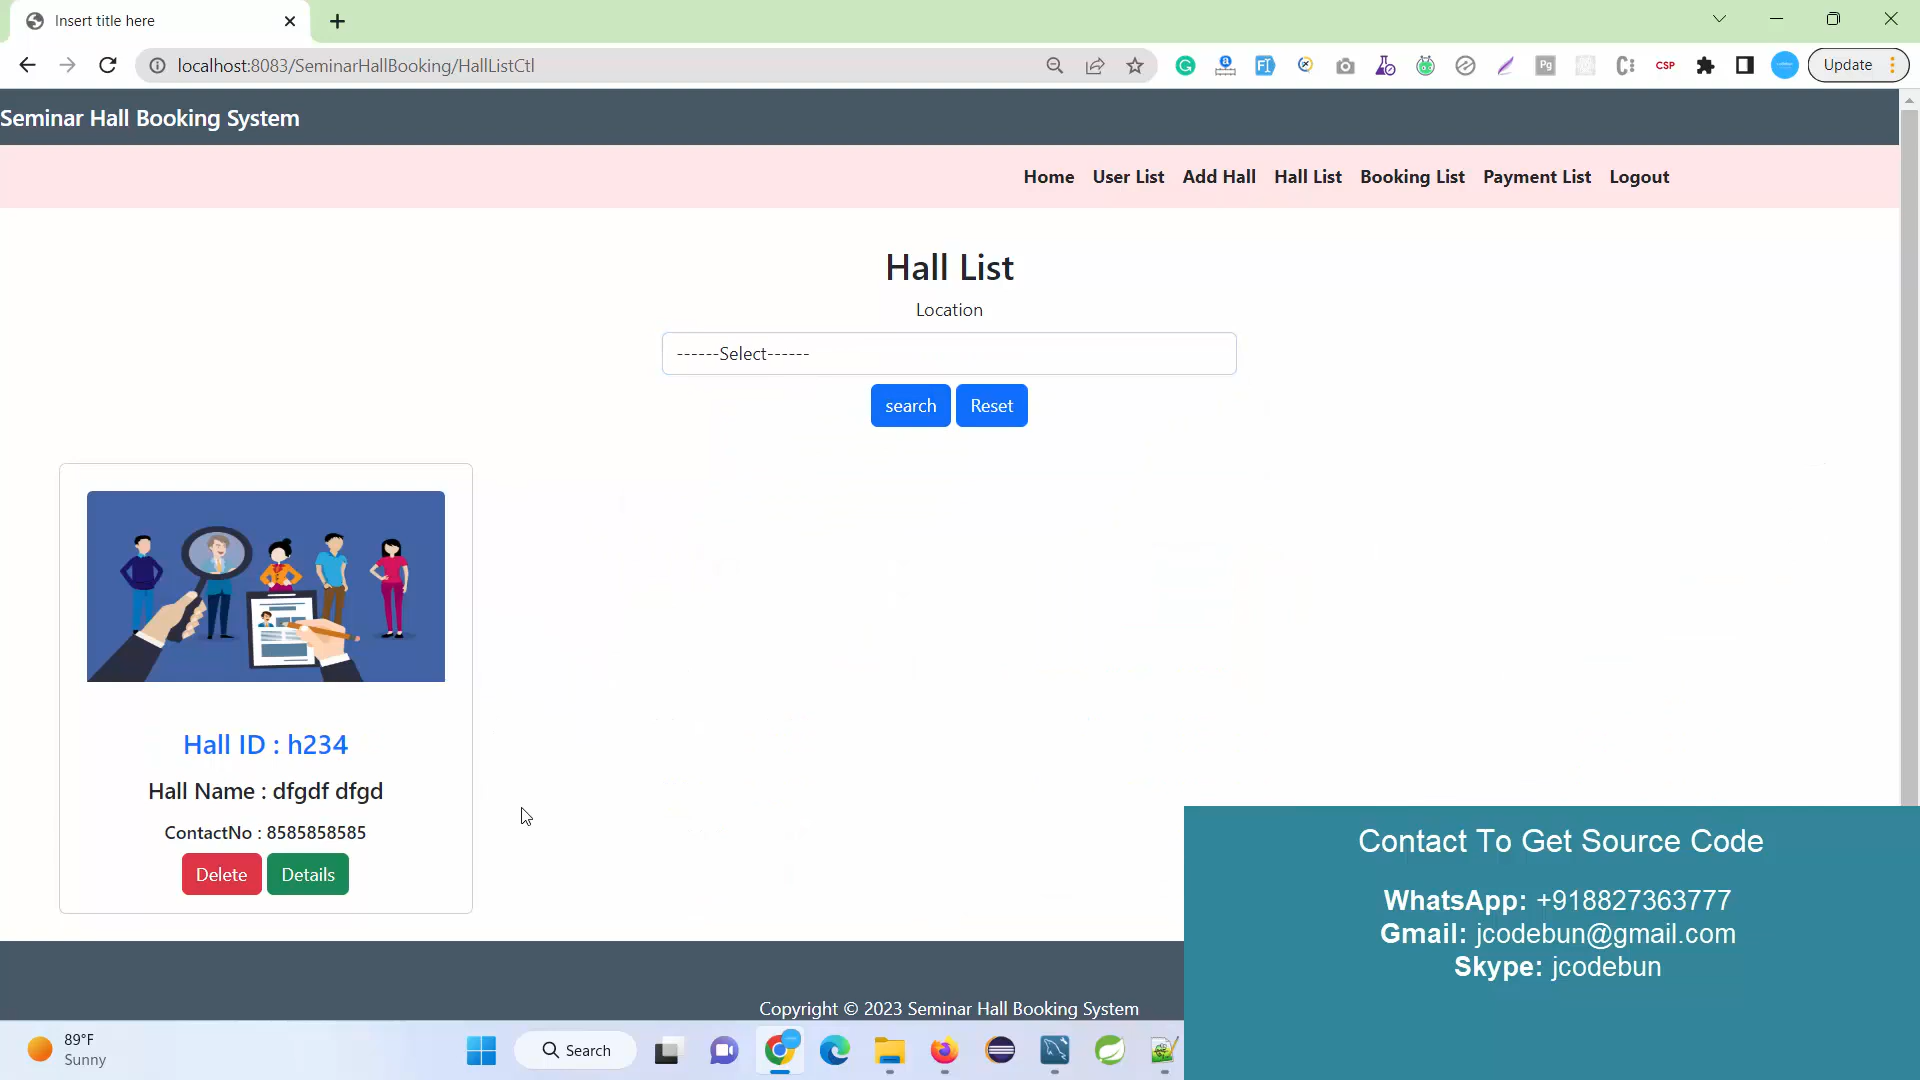 Insert title here
localhost:8083/SeminarHallBooking/HallListCtl
CSP
Update
Seminar Hall Booking System
Home User List Add Hall Hall List Booking List Payment List Logout
Hall List
Location
------Select------
search Reset
Hall ID : h234
Hall Name : dfgdf dfgd
ContactNo : 8585858585
Delete Details
Contact To Get Source Code
WhatsApp: +918827363777
Gmail: jcodebun@gmail.com
Skype: jcodebun
Copyright © 2023 Seminar Hall Booking System
89°F
Sunny
Search